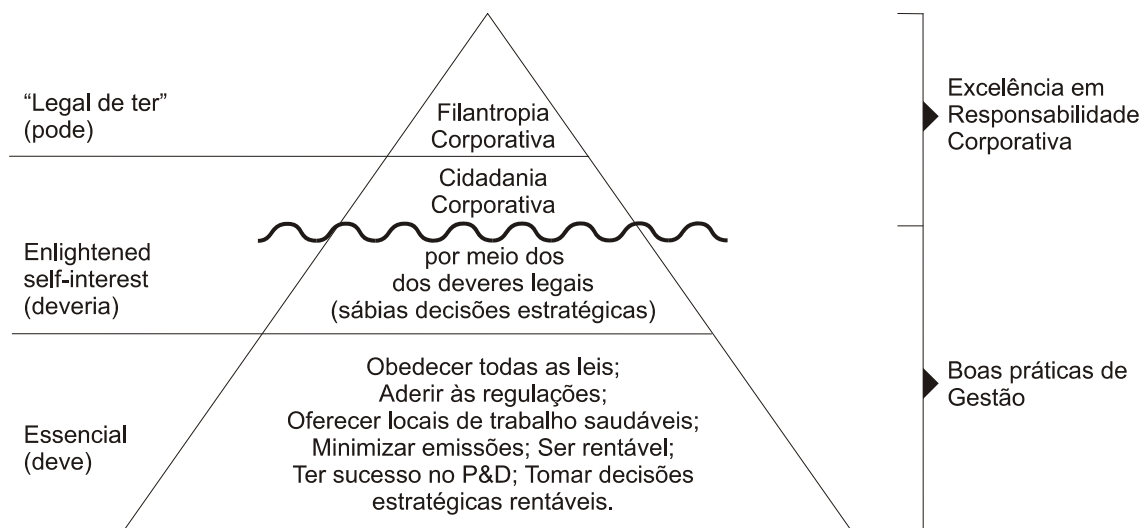 “Legal de ter”
(pode)
Filantropia
Corporativa
Excelência em
Responsabilidade
Corporativa
Cidadania
Corporativa
Enlightened
self-interest
(deveria)
por meio dos
dos deveres legais
(sábias decisões estratégicas)
Essencial
(deve)
Obedecer todas as leis;
Aderir às regulações;
Oferecer locais de trabalho saudáveis;
Minimizar emissões; Ser rentável;
Ter sucesso no P&D; Tomar decisões
estratégicas rentáveis.
Boas práticas de
Gestão